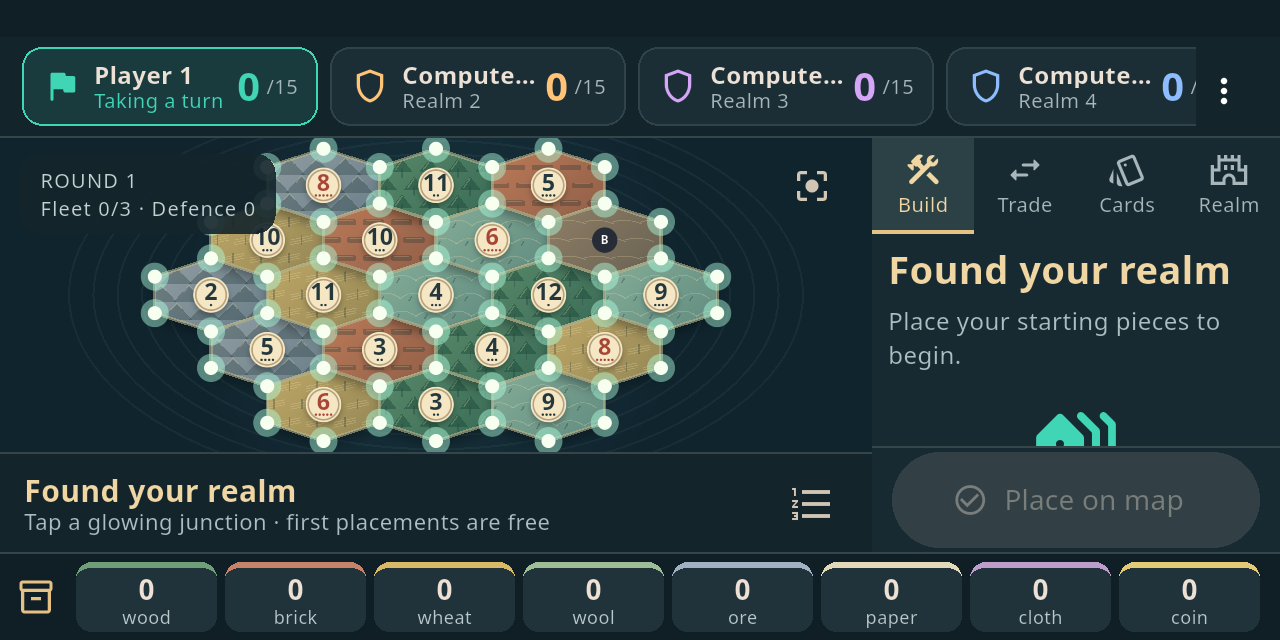 Player 1
Taking a turn
0 /15
Compute...
Realm 2
0 /15
Compute...
Realm 3
0 /15
Compute...
Realm 4
0 /
ROUND 1
Fleet 0/3 · Defence 0
8
11
5
10
10
6
B
2
11
4
12
9
5
3
4
8
6
3
9
Build
Trade
Cards
Realm
Found your realm
Place your starting pieces to
begin.
Place on map
Found your realm
Tap a glowing junction · first placements are free
1
2
3
0
wood
0
brick
0
wheat
0
wool
0
ore
0
paper
0
cloth
0
coin